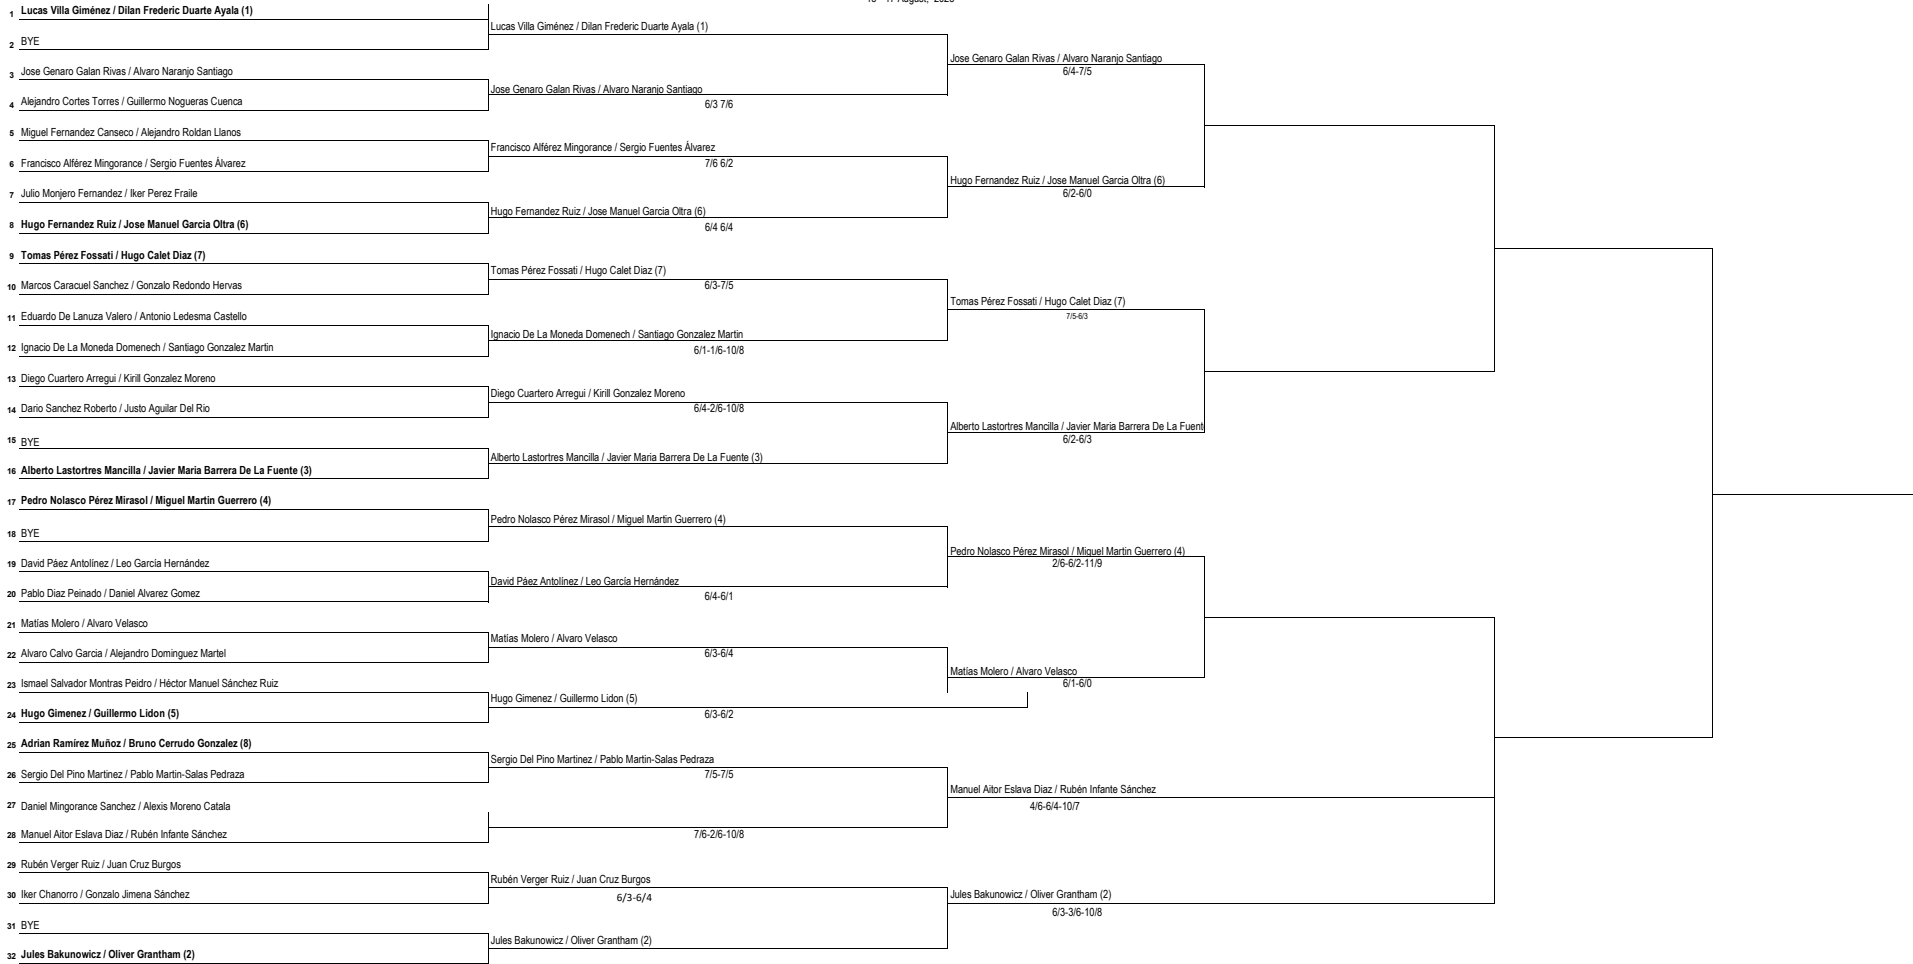 1 Lucas Villa Giménez / Dilan Frederic Duarte Ayala (1)
Lucas Villa Giménez / Dilan Frederic Duarte Ayala (1)
2 BYE
Jose Genaro Galan Rivas / Alvaro Naranjo Santiago
6/4-7/5
3 Jose Genaro Galan Rivas / Alvaro Naranjo Santiago
Jose Genaro Galan Rivas / Alvaro Naranjo Santiago
6/3 7/6
4 Alejandro Cortes Torres / Guillermo Nogueras Cuenca
5 Miguel Fernandez Canseco / Alejandro Roldan Llanos
Francisco Alférez Mingorance / Sergio Fuentes Álvarez
7/6 6/2
6 Francisco Alférez Mingorance / Sergio Fuentes Álvarez
Hugo Fernandez Ruiz / Jose Manuel Garcia Oltra (6)
6/2-6/0
7 Julio Monjero Fernandez / Iker Perez Fraile
Hugo Fernandez Ruiz / Jose Manuel Garcia Oltra (6)
6/4 6/4
8 Hugo Fernandez Ruiz / Jose Manuel Garcia Oltra (6)
9 Tomas Pérez Fossati / Hugo Calet Diaz (7)
Tomas Pérez Fossati / Hugo Calet Diaz (7)
6/3-7/5
10 Marcos Caracuel Sanchez / Gonzalo Redondo Hervas
Tomas Pérez Fossati / Hugo Calet Diaz (7)
7/5-6/3
11 Eduardo De Lanuza Valero / Antonio Ledesma Castello
Ignacio De La Moneda Domenech / Santiago Gonzalez Martin
6/1-1/6-10/8
12 Ignacio De La Moneda Domenech / Santiago Gonzalez Martin
13 Diego Cuartero Arregui / Kirill Gonzalez Moreno
Diego Cuartero Arregui / Kirill Gonzalez Moreno
6/4-2/6-10/8
14 Dario Sanchez Roberto / Justo Aguilar Del Rio
Alberto Lastortres Mancilla / Javier Maria Barrera De La Fuent
6/2-6/3
15 BYE
Alberto Lastortres Mancilla / Javier Maria Barrera De La Fuente (3)
16 Alberto Lastortres Mancilla / Javier Maria Barrera De La Fuente (3)
17 Pedro Nolasco Pérez Mirasol / Miguel Martin Guerrero (4)
Pedro Nolasco Pérez Mirasol / Miguel Martin Guerrero (4)
18 BYE
Pedro Nolasco Pérez Mirasol / Miguel Martin Guerrero (4)
2/6-6/2-11/9
19 David Páez Antolínez / Leo García Hernández
David Páez Antolínez / Leo García Hernández
6/4-6/1
20 Pablo Diaz Peinado / Daniel Alvarez Gomez
21 Matías Molero / Alvaro Velasco
Matías Molero / Alvaro Velasco
6/3-6/4
22 Alvaro Calvo Garcia / Alejandro Dominguez Martel
Matías Molero / Alvaro Velasco
6/1-6/0
23 Ismael Salvador Montras Peidro / Héctor Manuel Sánchez Ruiz
Hugo Gimenez / Guillermo Lidon (5)
6/3-6/2
24 Hugo Gimenez / Guillermo Lidon (5)
25 Adrian Ramírez Muñoz / Bruno Cerrudo Gonzalez (8)
Sergio Del Pino Martinez / Pablo Martin-Salas Pedraza
7/5-7/5
26 Sergio Del Pino Martinez / Pablo Martin-Salas Pedraza
Manuel Aitor Eslava Diaz / Rubén Infante Sánchez
4/6-6/4-10/7
27 Daniel Mingorance Sanchez / Alexis Moreno Catala
7/6-2/6-10/8
28 Manuel Aitor Eslava Diaz / Rubén Infante Sánchez
29 Rubén Verger Ruiz / Juan Cruz Burgos
Rubén Verger Ruiz / Juan Cruz Burgos
6/3-6/4
30 Iker Chanorro / Gonzalo Jimena Sánchez
Jules Bakunowicz / Oliver Grantham (2)
6/3-3/6-10/8
31 BYE
Jules Bakunowicz / Oliver Grantham (2)
32 Jules Bakunowicz / Oliver Grantham (2)